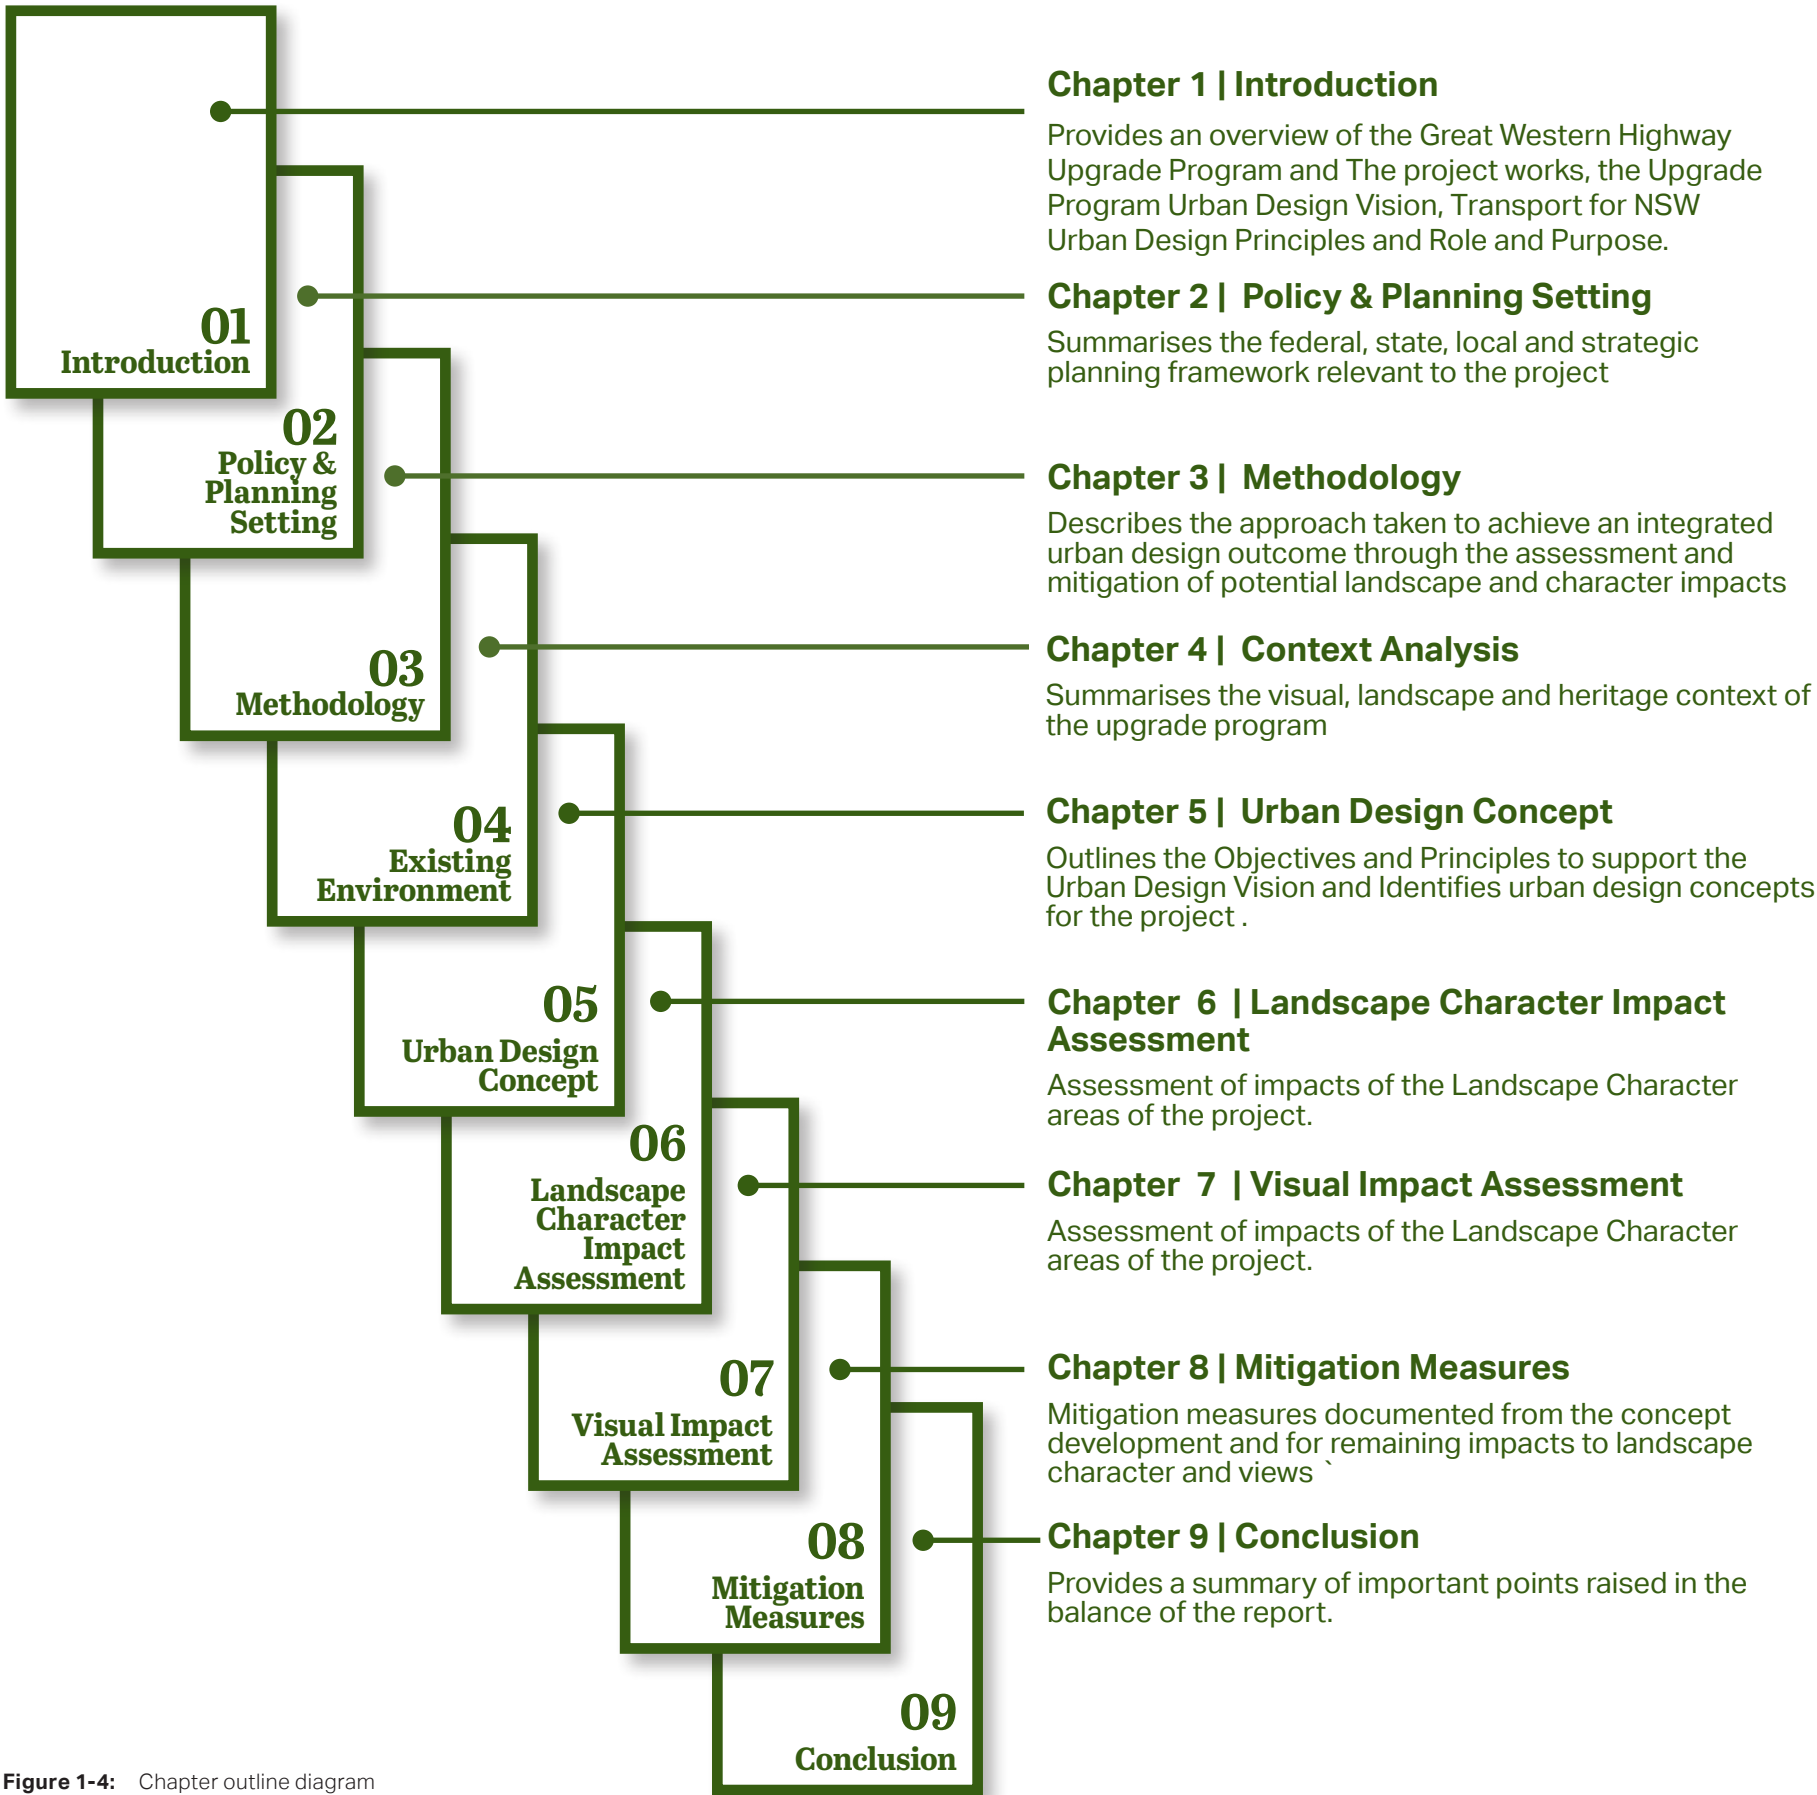 01
Introduction
02
Policy &
Planning
Setting
03
Methodology
04
Existing
Environment
05
Urban Design
Concept
06
Landscape
Character
Impact
Assessment
07
Visual Impact
Assessment
08
Mitigation
Measures
09
Conclusion
Chapter 1 | Introduction
Provides an overview of the Great Western Highway
Upgrade Program and The project works, the Upgrade
Program Urban Design Vision, Transport for NSW
Urban Design Principles and Role and Purpose.
Chapter 2 | Policy & Planning Setting
Summarises the federal, state, local and strategic
planning framework relevant to the project
Chapter 3 | Methodology
Describes the approach taken to achieve an integrated
urban design outcome through the assessment and
mitigation of potential landscape and character impacts
Chapter 4 | Context Analysis
Summarises the visual, landscape and heritage context of
the upgrade program
Chapter 5 | Urban Design Concept
Outlines the Objectives and Principles to support the
Urban Design Vision and Identifies urban design concepts
for the project .
Chapter 6 | Landscape Character Impact
Assessment
Assessment of impacts of the Landscape Character
areas of the project.
Chapter 7 | Visual Impact Assessment
Assessment of impacts of the Landscape Character
areas of the project.
Chapter 8 | Mitigation Measures
Mitigation measures documented from the concept
development and for remaining impacts to landscape
character and views `
Chapter 9 | Conclusion
Provides a summary of important points raised in the
balance of the report.
Figure 1-4: Chapter outline diagram